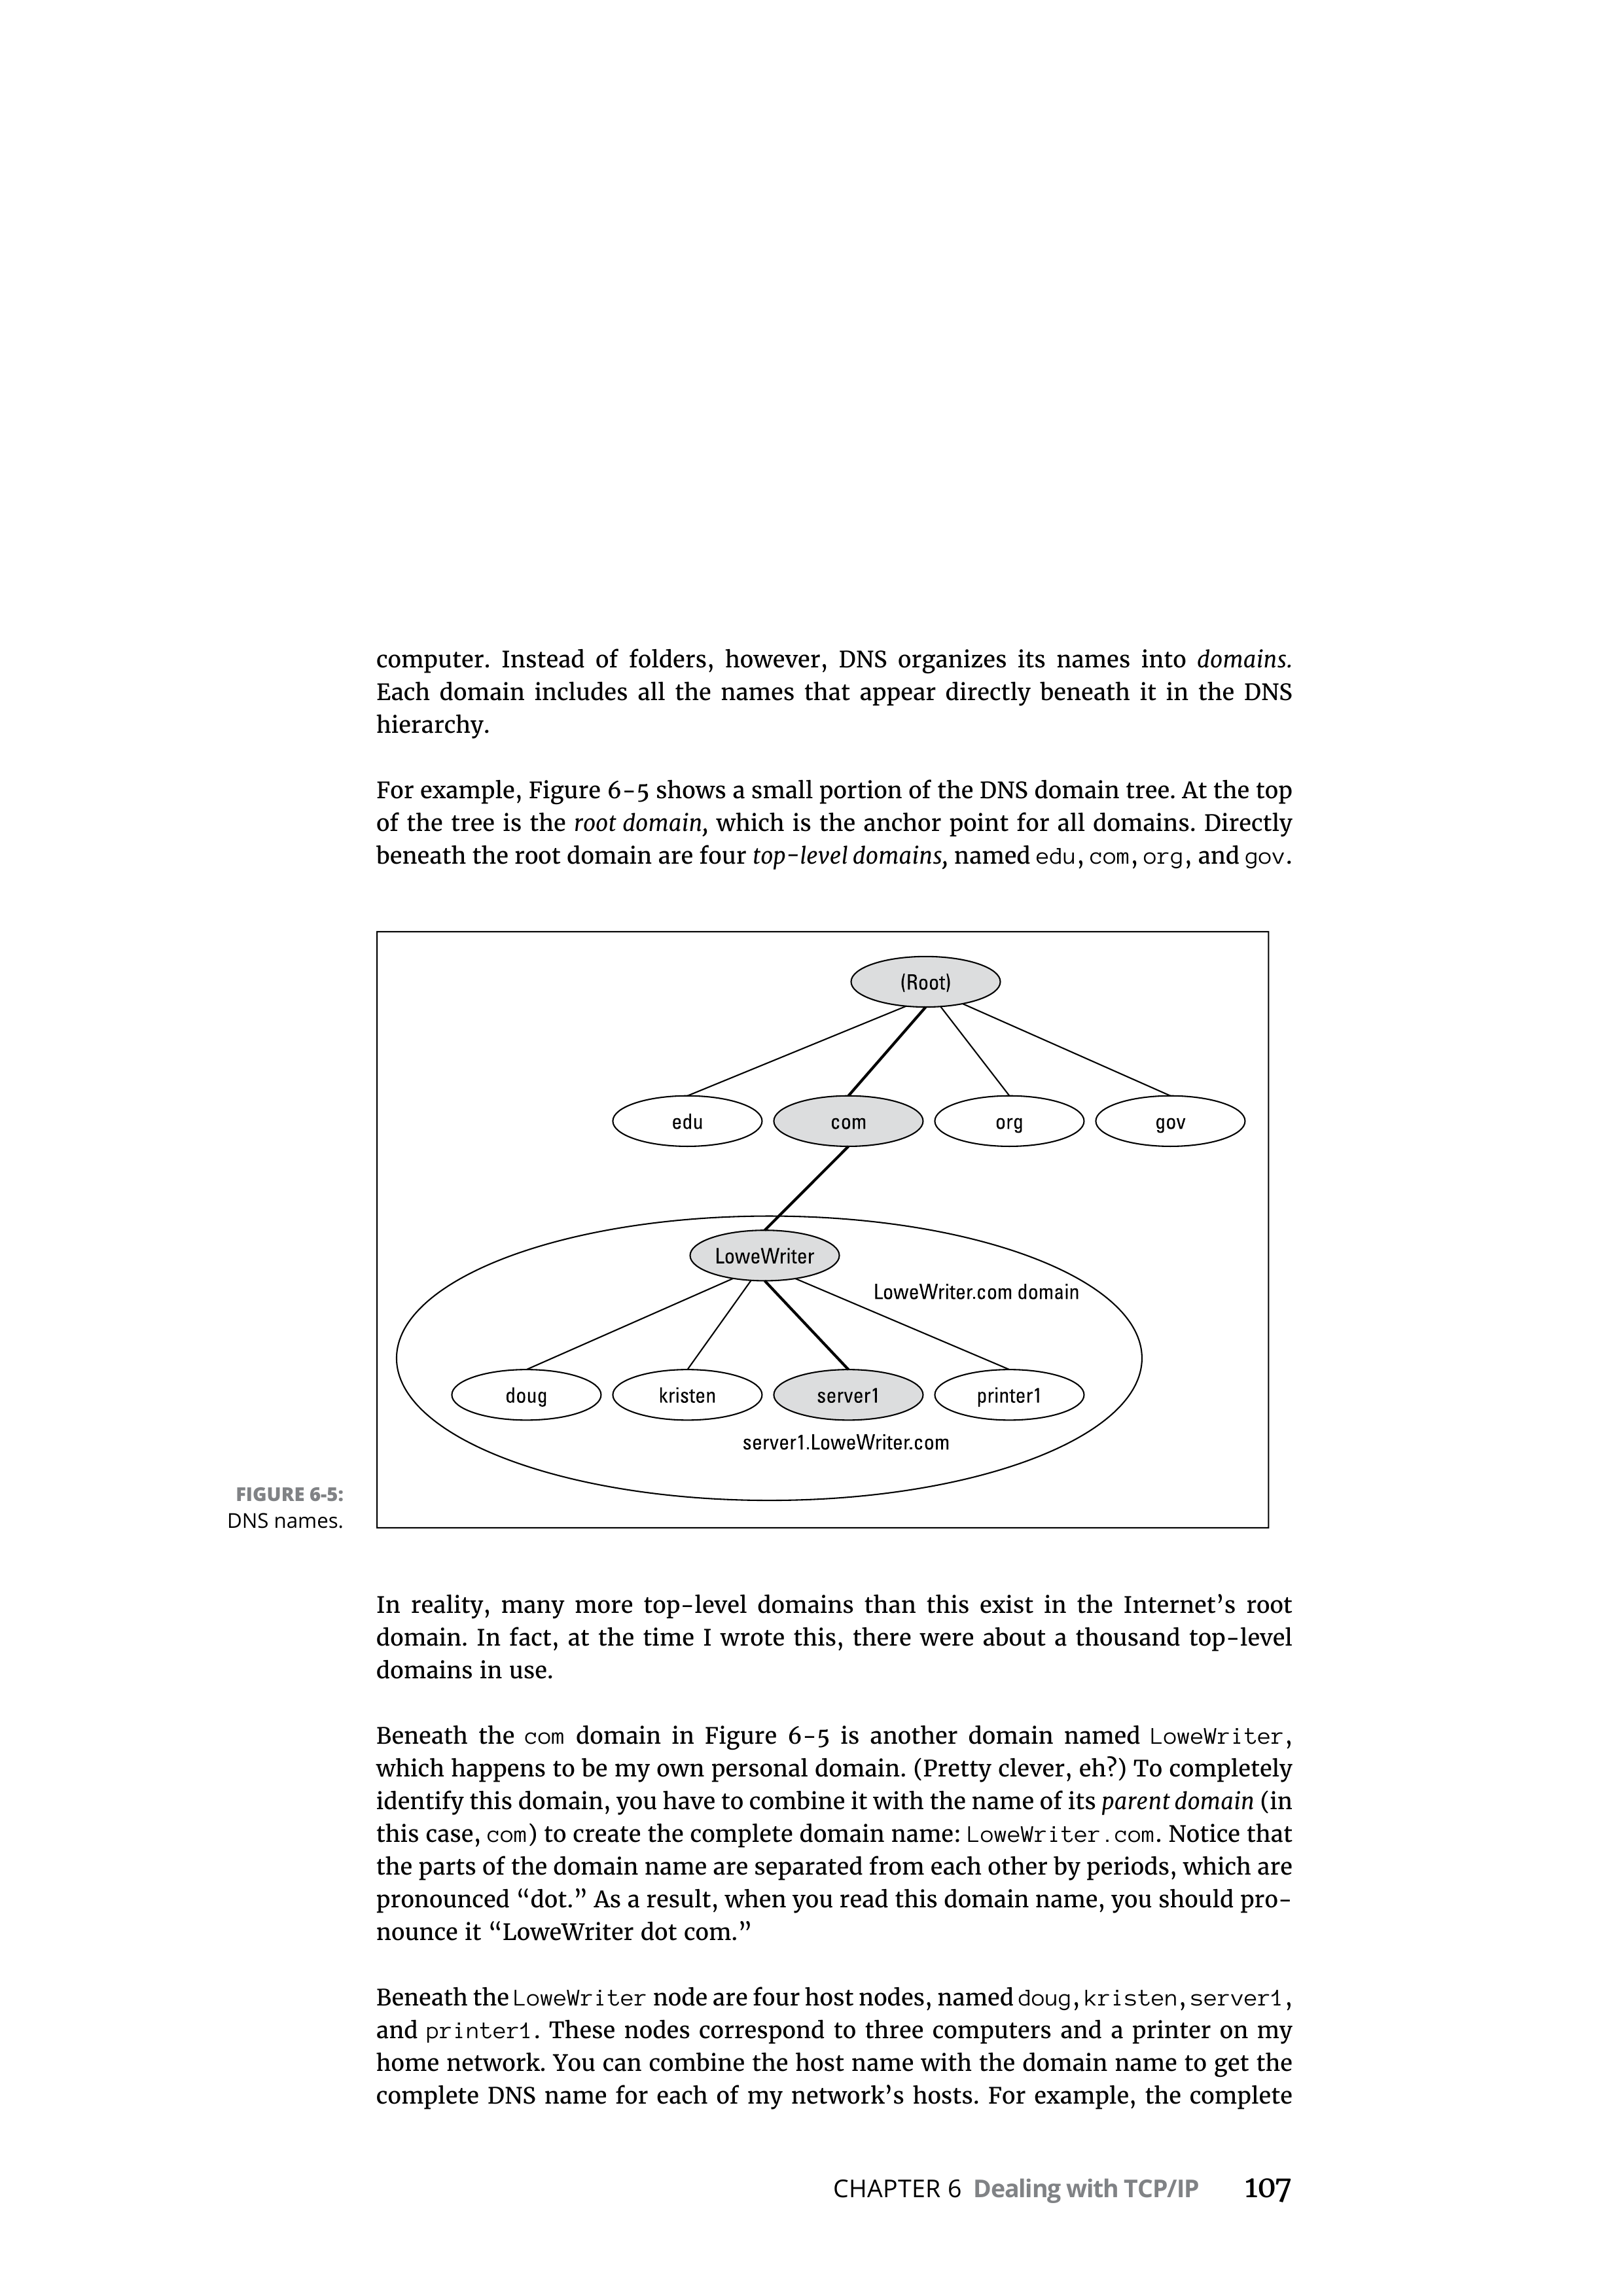 computer. Instead of folders, however, DNS organizes its names into domains.
Each domain includes all the names that appear directly beneath it in the DNS
hierarchy.
For example, Figure 6-5 shows a small portion of the DNS domain tree. At the top
of the tree is the root domain, which is the anchor point for all domains. Directly
beneath the root domain are four top-level domains, named edu, com, org, and gov.
(Root)
edu
com
org
gov
LoweWriter
LoweWriter.com domain
doug
kristen
server1
printer1
server1.LoweWriter.com
FIGURE 6-5:
DNS names.
In reality, many more top-level domains than this exist in the Internet’s root
domain. In fact, at the time I wrote this, there were about a thousand top-level
domains in use.
Beneath the com domain in Figure 6-5 is another domain named LoweWriter,
which happens to be my own personal domain. (Pretty clever, eh?) To completely
identify this domain, you have to combine it with the name of its parent domain (in
this case, com) to create the complete domain name: LoweWriter.com. Notice that
the parts of the domain name are separated from each other by periods, which are
pronounced “dot.” As a result, when you read this domain name, you should pro-
nounce it “LoweWriter dot com.”
Beneath the LoweWriter node are four host nodes, named doug, kristen, server1,
and printer1. These nodes correspond to three computers and a printer on my
home network. You can combine the host name with the domain name to get the
complete DNS name for each of my network’s hosts. For example, the complete
CHAPTER 6 Dealing with TCP/IP 107